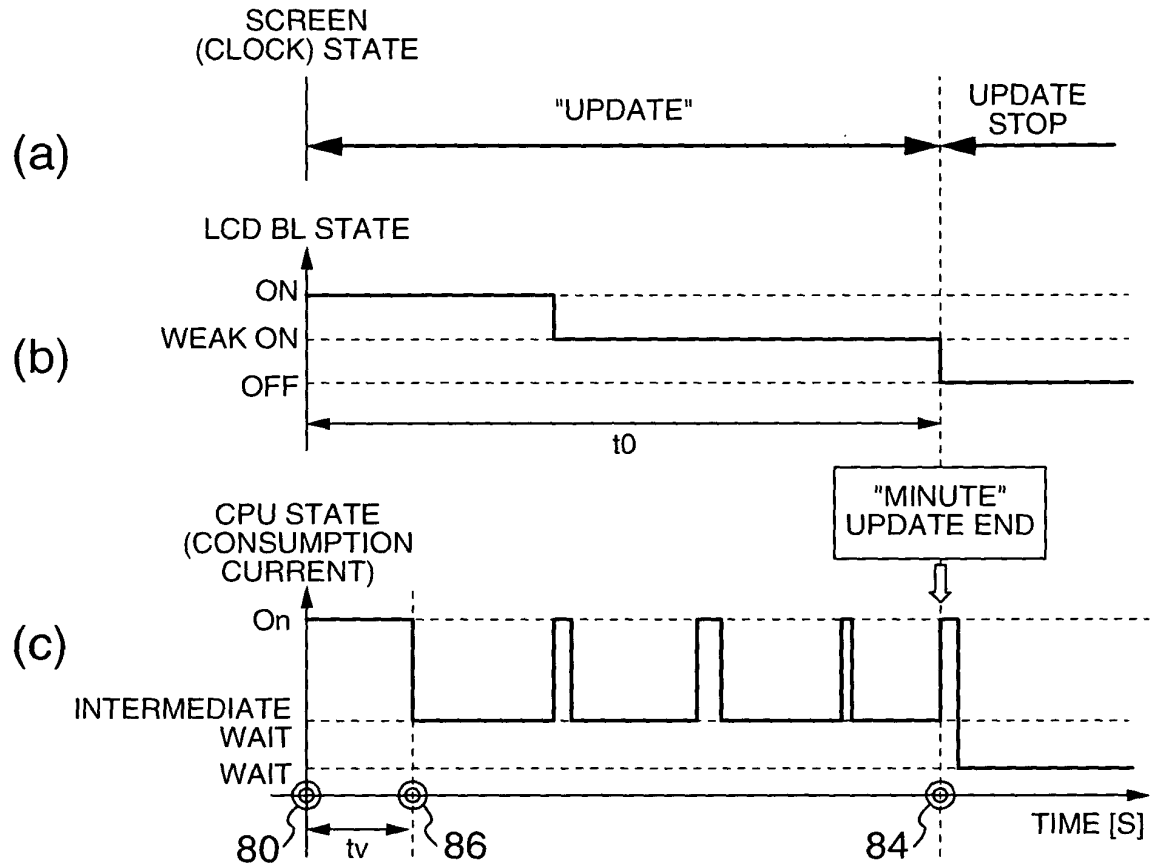 SCREEN
(CLOCK) STATE
"UPDATE"
UPDATE
STOP
(a)
LCD BL STATE
ON
WEAK ON
(b)
OFF
t0
"MINUTE"
UPDATE END
CPU STATE
(CONSUMPTION
CURRENT)
On
(c)
INTERMEDIATE
WAIT
WAIT
TIME [S]
80
tv
86
84